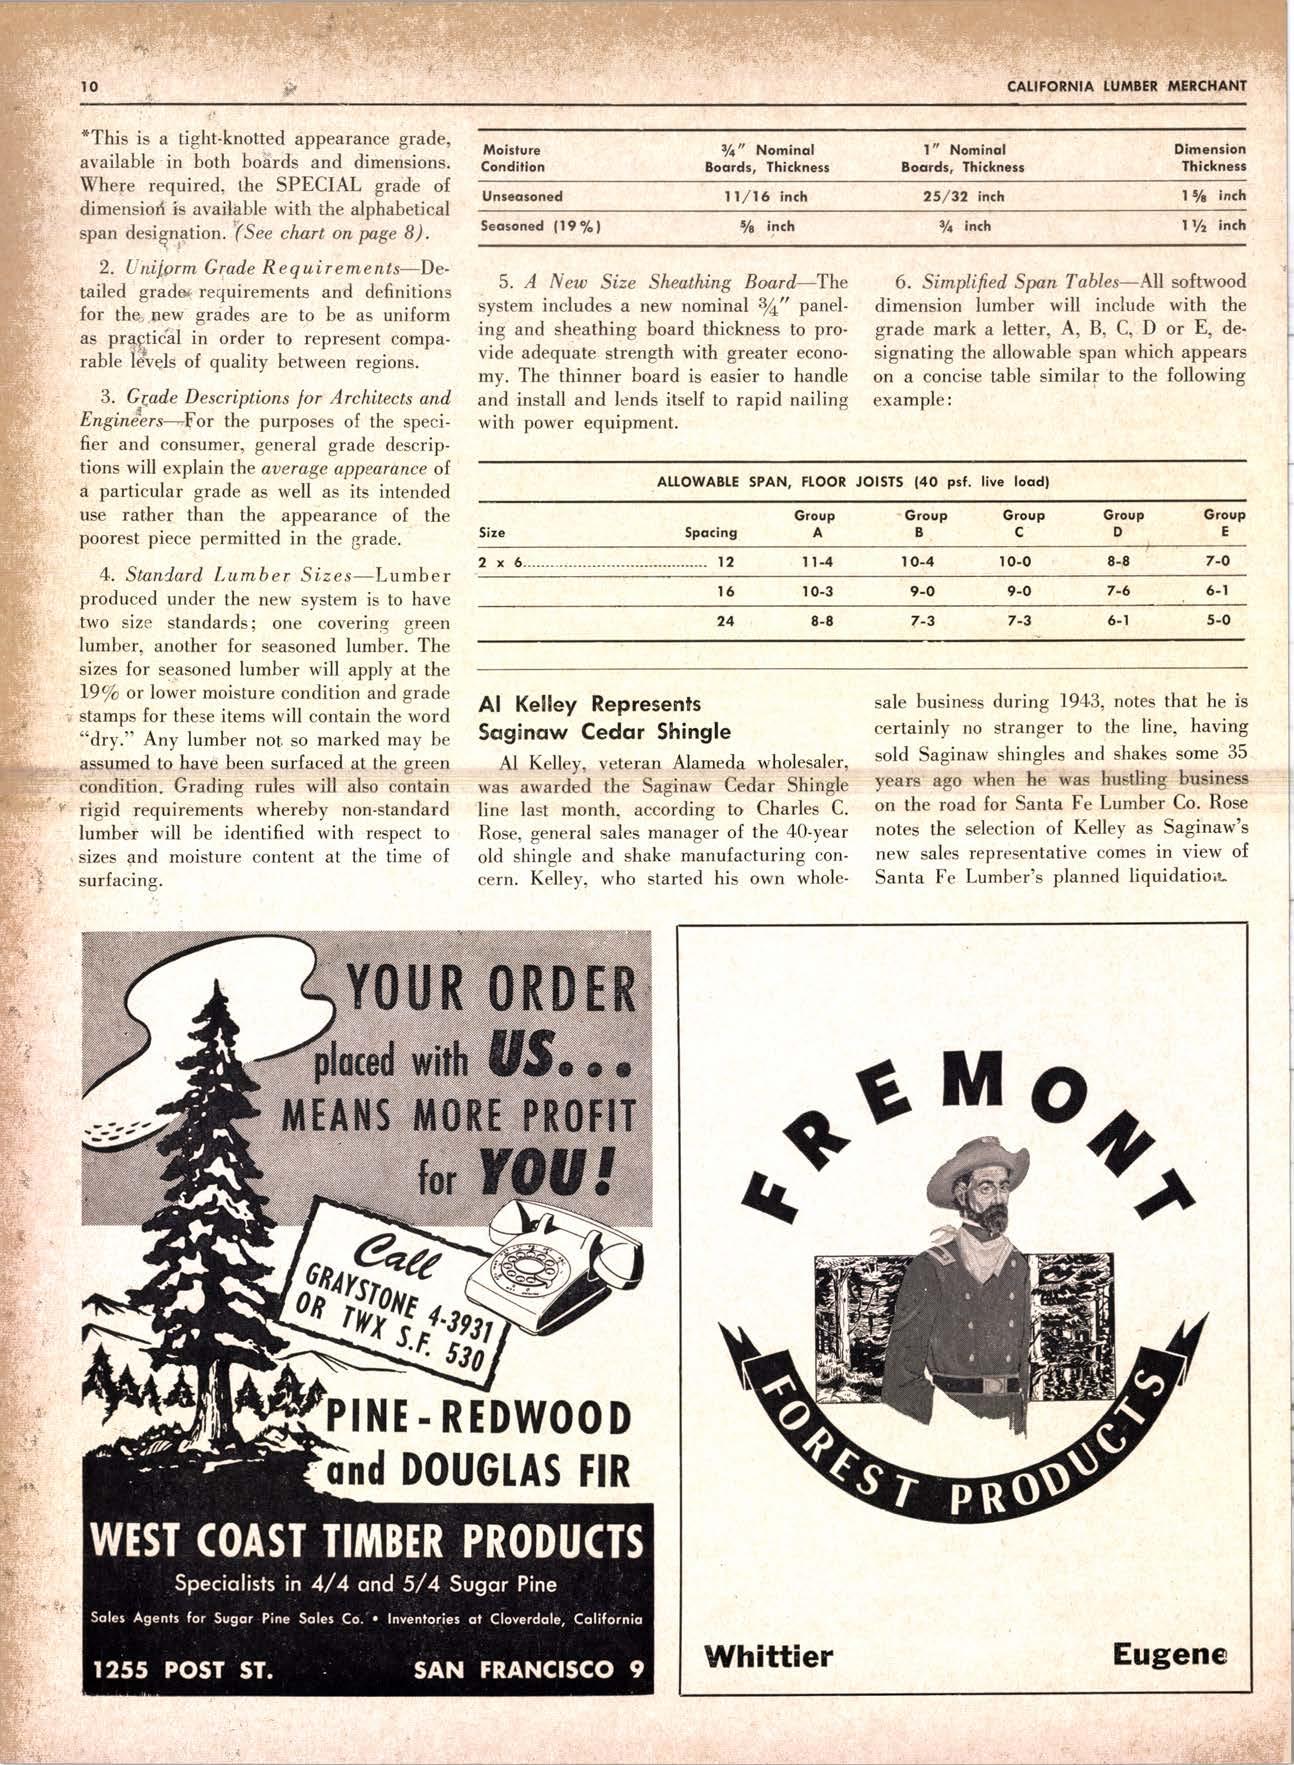 10
CALIFORNIA LUMBER MERCHANT
*This is a tight-knotted appearance grade,
available in both boards and dimensions.
Where required, the SPECIAL grade of
dimension is available with the alphabetical
span designation. (See chart on page 8).
2. Uniform Grade Requirements—De-
tailed grade requirements and definitions
for the new grades are to be as uniform
as practical in order to represent compa-
rable levels of quality between regions.
3. Grade Descriptions for Architects and
Engineers—For the purposes of the speci-
fier and consumer, general grade descrip-
tions will explain the average appearance of
a particular grade as well as its intended
use rather than the appearance of the
poorest piece permitted in the grade.
4. Standard Lumber Sizes—Lumber
produced under the new system is to have
two size standards; one covering green
lumber, another for seasoned lumber. The
sizes for seasoned lumber will apply at the
19% or lower moisture condition and grade
stamps for these items will contain the word
“dry.” Any lumber not so marked may be
assumed to have been surfaced at the green
condition. Grading rules will also contain
rigid requirements whereby non-standard
lumber will be identified with respect to
sizes and moisture content at the time of
surfacing.
Moisture ¾″ Nominal 1″ Nominal Dimension
Condition Boards, Thickness Boards, Thickness Thickness
Unseasoned 11/16 inch 25/32 inch 1⅝ inch
Seasoned (19%) ⅝ inch ¾ inch 1½ inch
5. A New Size Sheathing Board—The
system includes a new nominal ¾″ panel-
ing and sheathing board thickness to pro-
vide adequate strength with greater econo-
my. The thinner board is easier to handle
and install and lends itself to rapid nailing
with power equipment.
6. Simplified Span Tables—All softwood
dimension lumber will include with the
grade mark a letter, A, B, C, D or E, de-
signating the allowable span which appears
on a concise table similar to the following
example:
ALLOWABLE SPAN, FLOOR JOISTS (40 psf. live load)
Group Group Group Group Group
Size Spacing A B C D E
2 x 6 12 11-4 10-4 10-0 8-8 7-0
16 10-3 9-0 9-0 7-6 6-1
24 8-8 7-3 7-3 6-1 5-0
Al Kelley Represents
Saginaw Cedar Shingle
Al Kelley, veteran Alameda wholesaler,
was awarded the Saginaw Cedar Shingle
line last month, according to Charles C.
Rose, general sales manager of the 40-year
old shingle and shake manufacturing con-
cern. Kelley, who started his own whole-
sale business during 1943, notes that he is
certainly no stranger to the line, having
sold Saginaw shingles and shakes some 35
years ago when he was hustling business
on the road for Santa Fe Lumber Co. Rose
notes the selection of Kelley as Saginaw’s
new sales representative comes in view of
Santa Fe Lumber’s planned liquidation.
YOUR ORDER
placed with US...
MEANS MORE PROFIT
for YOU!
Call
GRAYSTONE 4-3931
OR TWX S.F. 530
PINE - REDWOOD
and DOUGLAS FIR
WEST COAST TIMBER PRODUCTS
Specialists in 4/4 and 5/4 Sugar Pine
Sales Agents for Sugar Pine Sales Co. • Inventories at Cloverdale, California
1255 POST ST. SAN FRANCISCO 9
FREMONT
FOREST PRODUCTS
Whittier Eugene